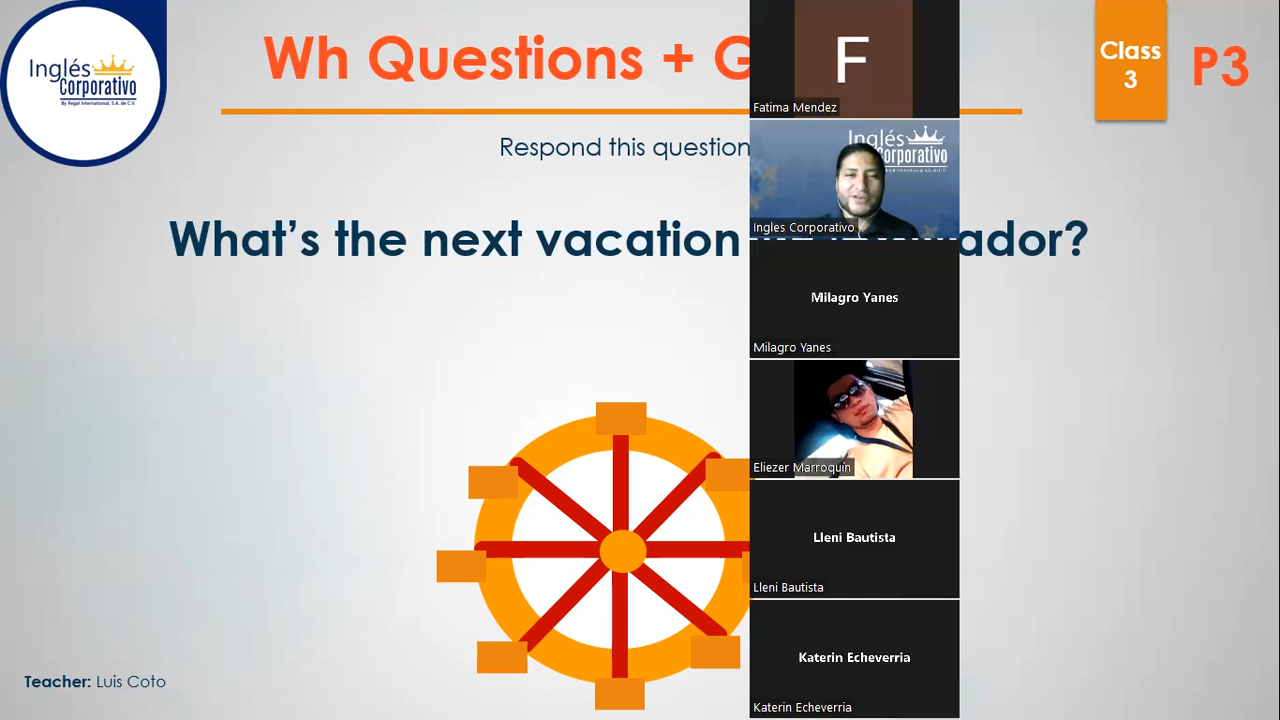 Inglés
Corporativo
By Regal International, S.A. de C.V.
Wh Questions + G
Class
3
P3
Respond this question
What's the next vacation
ador?
F
Fatima Mendez
Inglés
Corporativo
Ingles Corporativo
Milagro Yanes
Milagro Yanes
Eliezer Marroquín
Lleni Bautista
Lleni Bautista
Katerin Echeverria
Katerin Echeverria
Teacher: Luis Coto